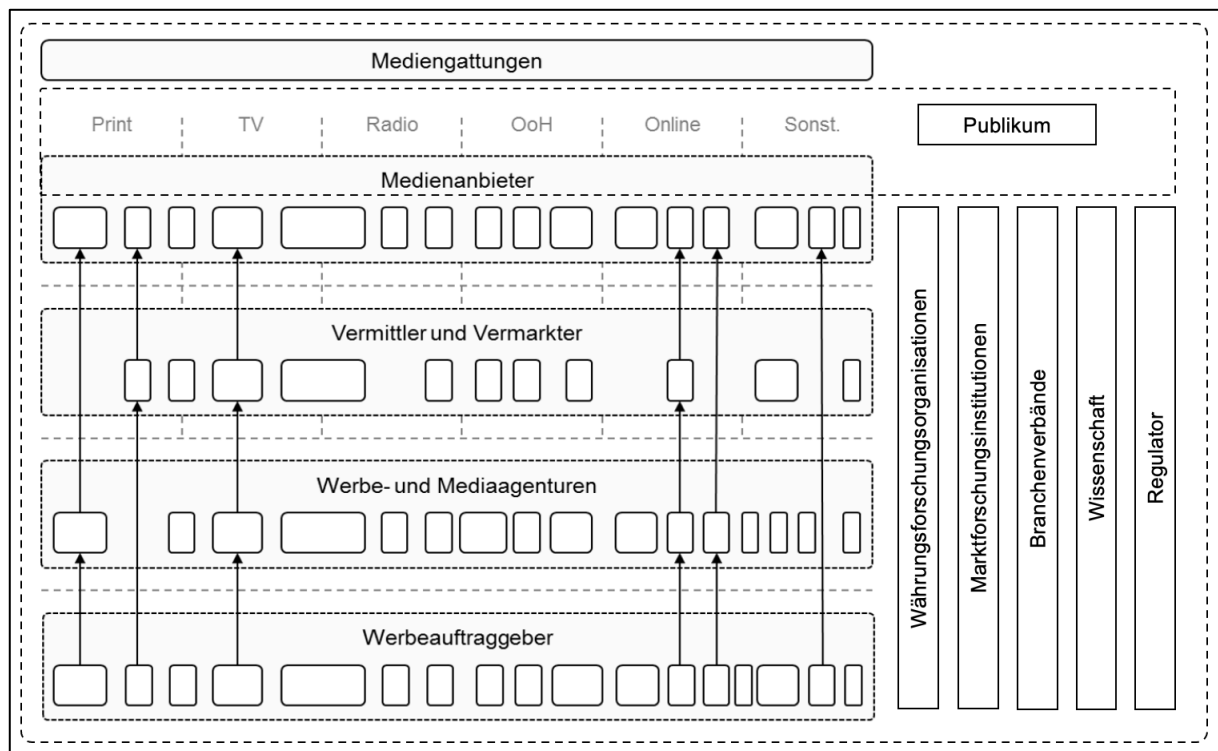 Mediengattungen
Print
TV
Radio
OoH
Online
Sonst.
Publikum
Medienanbieter
Vermittler und Vermarkter
Werbe- und Mediaagenturen
Werbeauftraggeber
Währungsforschungsorganisationen
Marktforschungsinstitutionen
Branchenverbände
Wissenschaft
Regulator